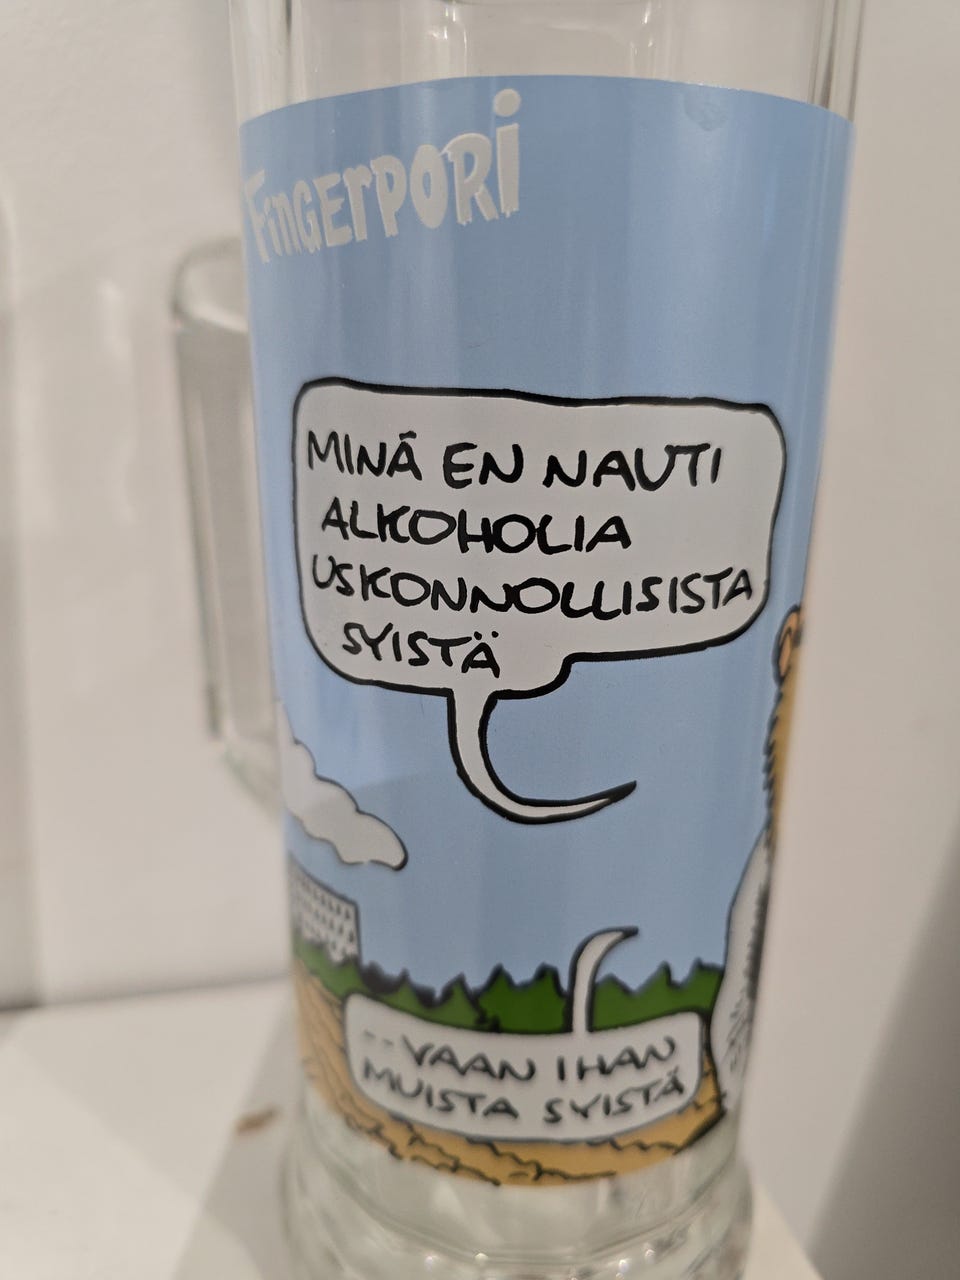 FINGERPORI
MINÄ EN NAUTI
ALKOHOLIA
USKONNOLLISISTA
SYISTÄ
--VAAN IHAN
MUISTA SYISTÄ